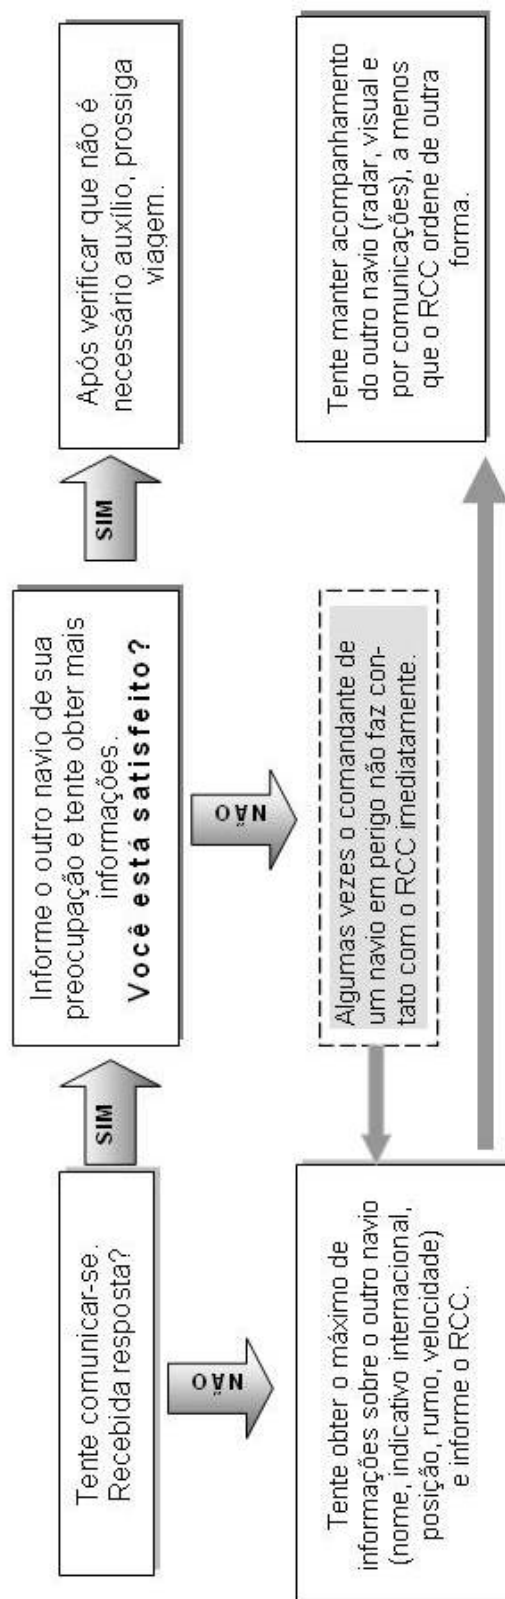 Tente comunicar-se.
Recebida resposta?
SIM
Informe o outro navio de sua
preocupação e tente obter mais
informações.
Você está satisfeito?
SIM
Após verificar que não é
necessário auxílio, prossiga
viagem.
NÃO
NÃO
Tente obter o máximo de
informações sobre o outro navio
(nome, indicativo internacional,
posição, rumo, velocidade)
e informe o RCC.
Algumas vezes o comandante de
um navio em perigo não faz con-
tato com o RCC imediatamente.
Tente manter acompanhamento
do outro navio (radar, visual e
por comunicações), a menos
que o RCC ordene de outra
forma.